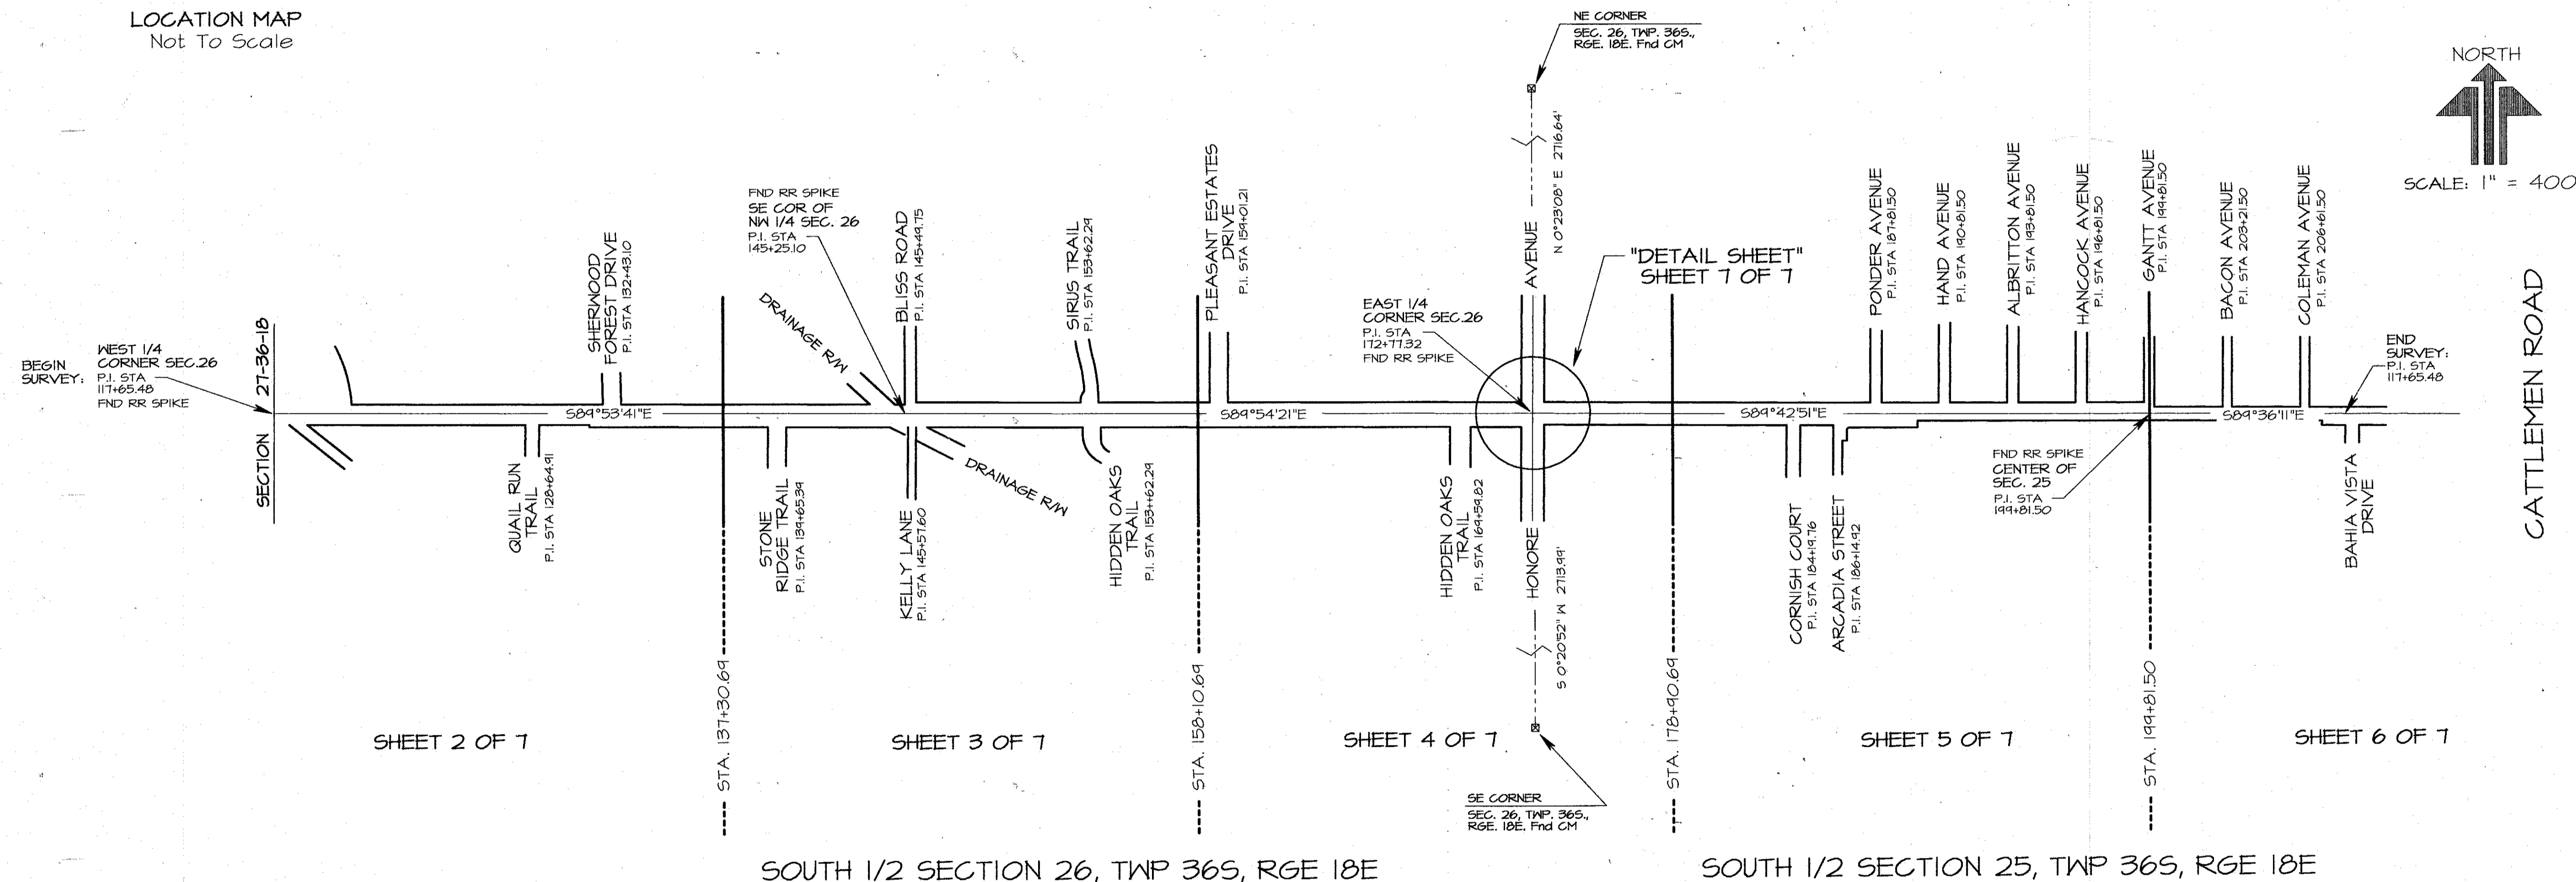 LOCATION MAP
Not To Scale
NE CORNER
SEC. 26, TWP. 36S.,
RGE. 18E. Fnd CM
NORTH
SCALE: 1" = 400
BEGIN
SURVEY:
WEST 1/4
CORNER SEC.26
P.I. STA
117+65.48
FND RR SPIKE
SECTION 27-36-18
SHERWOOD
FOREST DRIVE
P.I. STA 132+43.10
QUAIL RUN
TRAIL
P.I. STA 128+64.91
S89°53'41"E
FND RR SPIKE
SE COR OF
NW 1/4 SEC. 26
P.I. STA
145+25.10
DRAINAGE R/W
BLISS ROAD
P.I. STA 145+49.75
STONE
RIDGE TRAIL
P.I. STA 139+65.39
KELLY LANE
P.I. STA 145+57.60
DRAINAGE R/W
SIRUS TRAIL
P.I. STA 153+62.29
HIDDEN OAKS
TRAIL
P.I. STA 153+62.29
PLEASANT ESTATES
DRIVE
P.I. STA 159+01.21
S89°54'21"E
EAST 1/4
CORNER SEC.26
P.I. STA
172+77.32
FND RR SPIKE
HIDDEN OAKS
TRAIL
P.I. STA 169+59.82
HONORE AVENUE
N 0°23'08" E 2716.64'
S 0°20'52" W 2713.99'
"DETAIL SHEET"
SHEET 7 OF 7
S89°42'51"E
CORNISH COURT
P.I. STA 184+19.76
ARCADIA STREET
P.I. STA 186+14.92
PONDER AVENUE
P.I. STA 187+81.50
HAND AVENUE
P.I. STA 190+81.50
ALBRITTON AVENUE
P.I. STA 193+81.50
HANCOCK AVENUE
P.I. STA 196+81.50
GANTT AVENUE
P.I. STA 199+81.50
FND RR SPIKE
CENTER OF
SEC. 25
P.I. STA
199+81.50
BACON AVENUE
P.I. STA 203+21.50
COLEMAN AVENUE
P.I. STA 206+61.50
S89°36'11"E
END
SURVEY:
P.I. STA
117+65.48
BAHIA VISTA
DRIVE
CATTLEMEN ROAD
STA. 137+30.69
STA. 158+10.69
STA. 178+90.69
STA. 199+81.50
SHEET 2 OF 7
SHEET 3 OF 7
SHEET 4 OF 7
SHEET 5 OF 7
SHEET 6 OF 7
SE CORNER
SEC. 26, TWP. 36S.,
RGE. 18E. Fnd CM
SOUTH 1/2 SECTION 26, TWP 36S, RGE 18E
SOUTH 1/2 SECTION 25, TWP 36S, RGE 18E